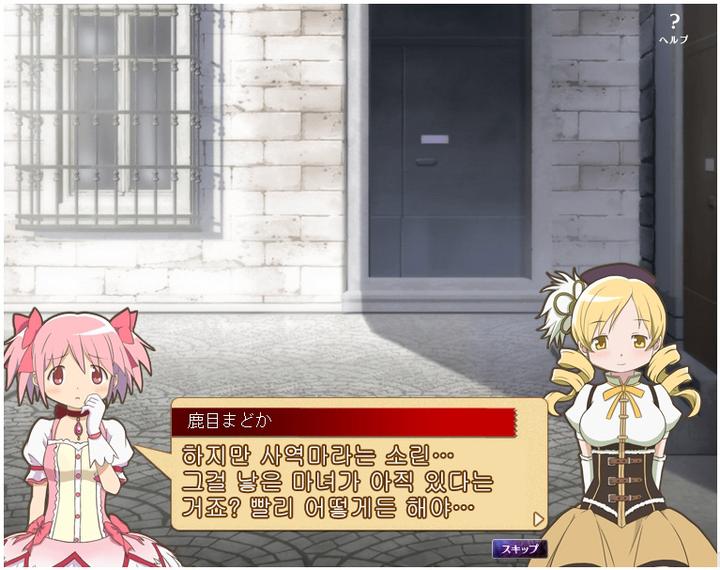 ?
ヘルプ
鹿目まどか
하지만 사역마라는 소린…
그걸 낳은 마녀가 아직 있다는
거죠? 빨리 어떻게든 해야…
スキップ